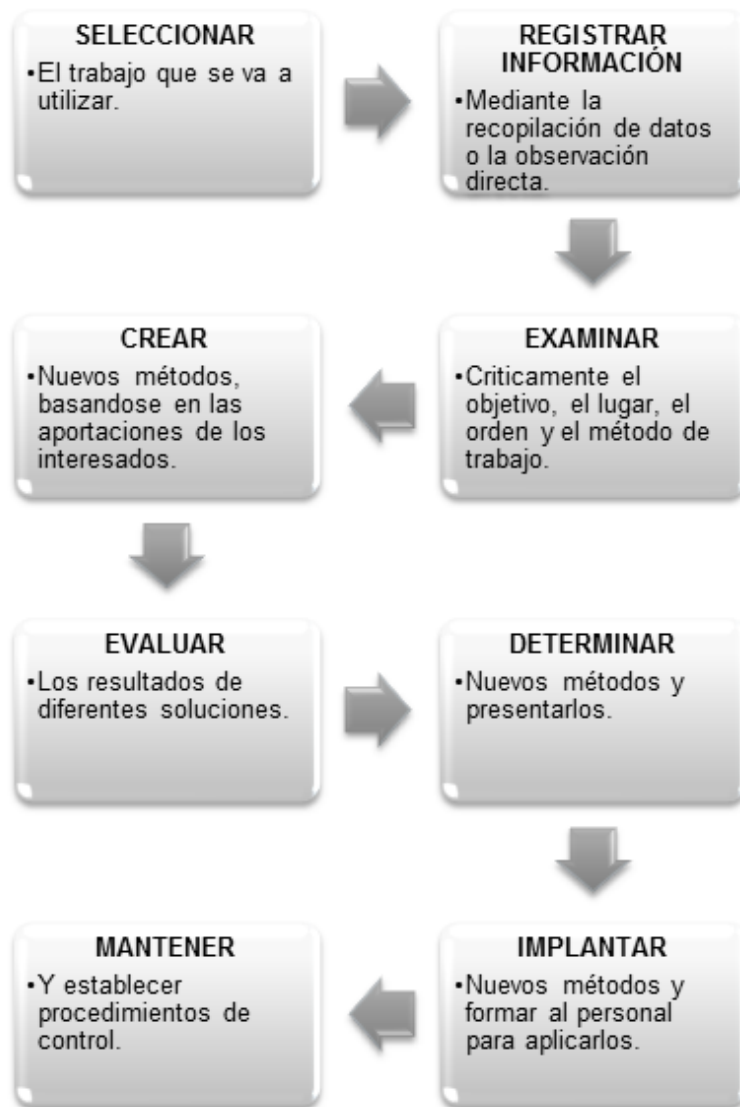 SELECCIONAR
•El trabajo que se va a
utilizar.
REGISTRAR
INFORMACIÓN
•Mediante la
recopilación de datos
o la observación
directa.
EXAMINAR
•Criticamente el
objetivo, el lugar, el
orden y el método de
trabajo.
CREAR
•Nuevos métodos,
basandose en las
aportaciones de los
interesados.
EVALUAR
•Los resultados de
diferentes soluciones.
DETERMINAR
•Nuevos métodos y
presentarlos.
IMPLANTAR
•Nuevos métodos y
formar al personal
para aplicarlos.
MANTENER
•Y establecer
procedimientos de
control.